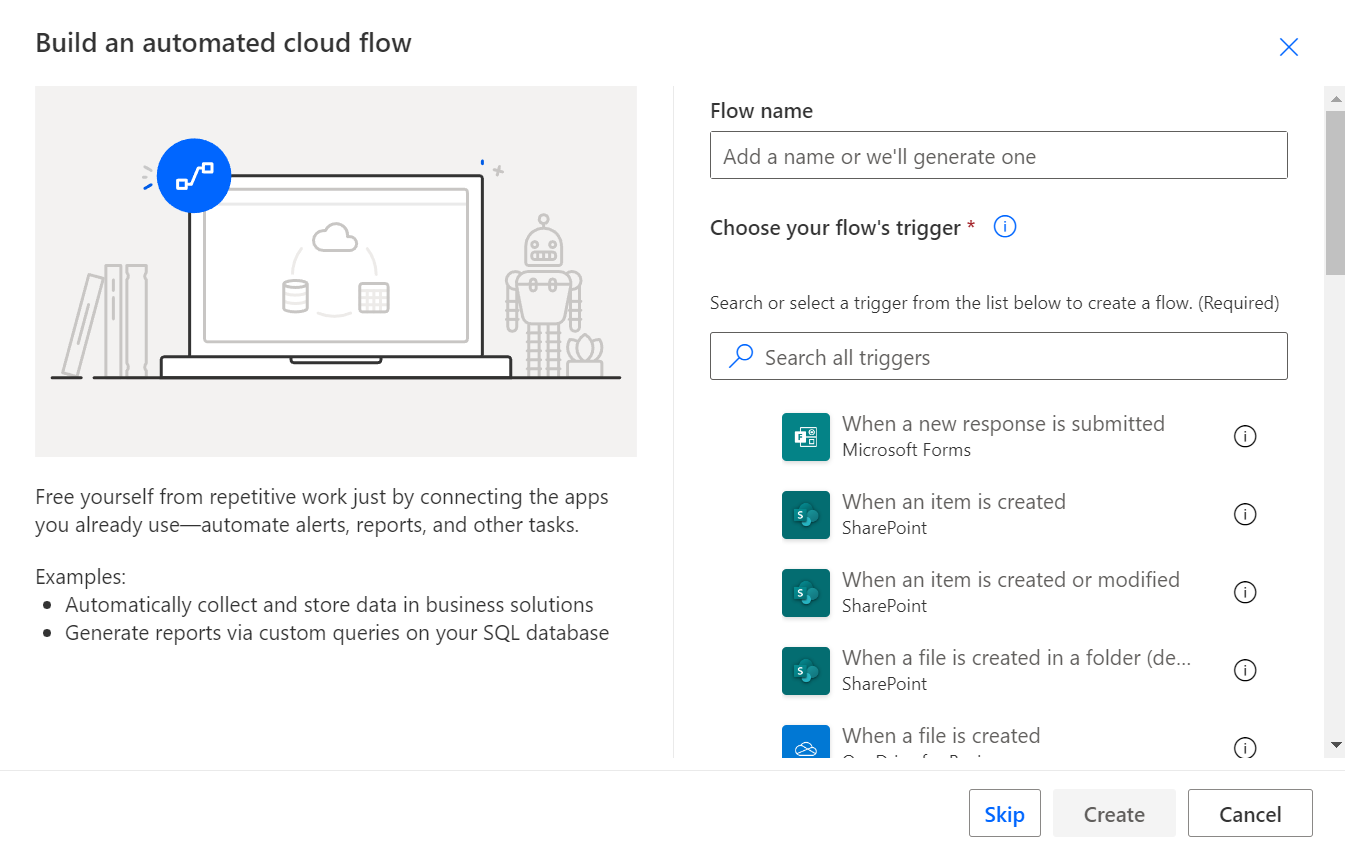 Build an automated cloud flow
Free yourself from repetitive work just by connecting the apps
you already use—automate alerts, reports, and other tasks.
Examples:
Automatically collect and store data in business solutions
Generate reports via custom queries on your SQL database
Flow name
Add a name or we'll generate one
Choose your flow's trigger *
Search or select a trigger from the list below to create a flow. (Required)
Search all triggers
When a new response is submitted
Microsoft Forms
When an item is created
SharePoint
When an item is created or modified
SharePoint
When a file is created in a folder (de...
SharePoint
When a file is created
Skip
Create
Cancel